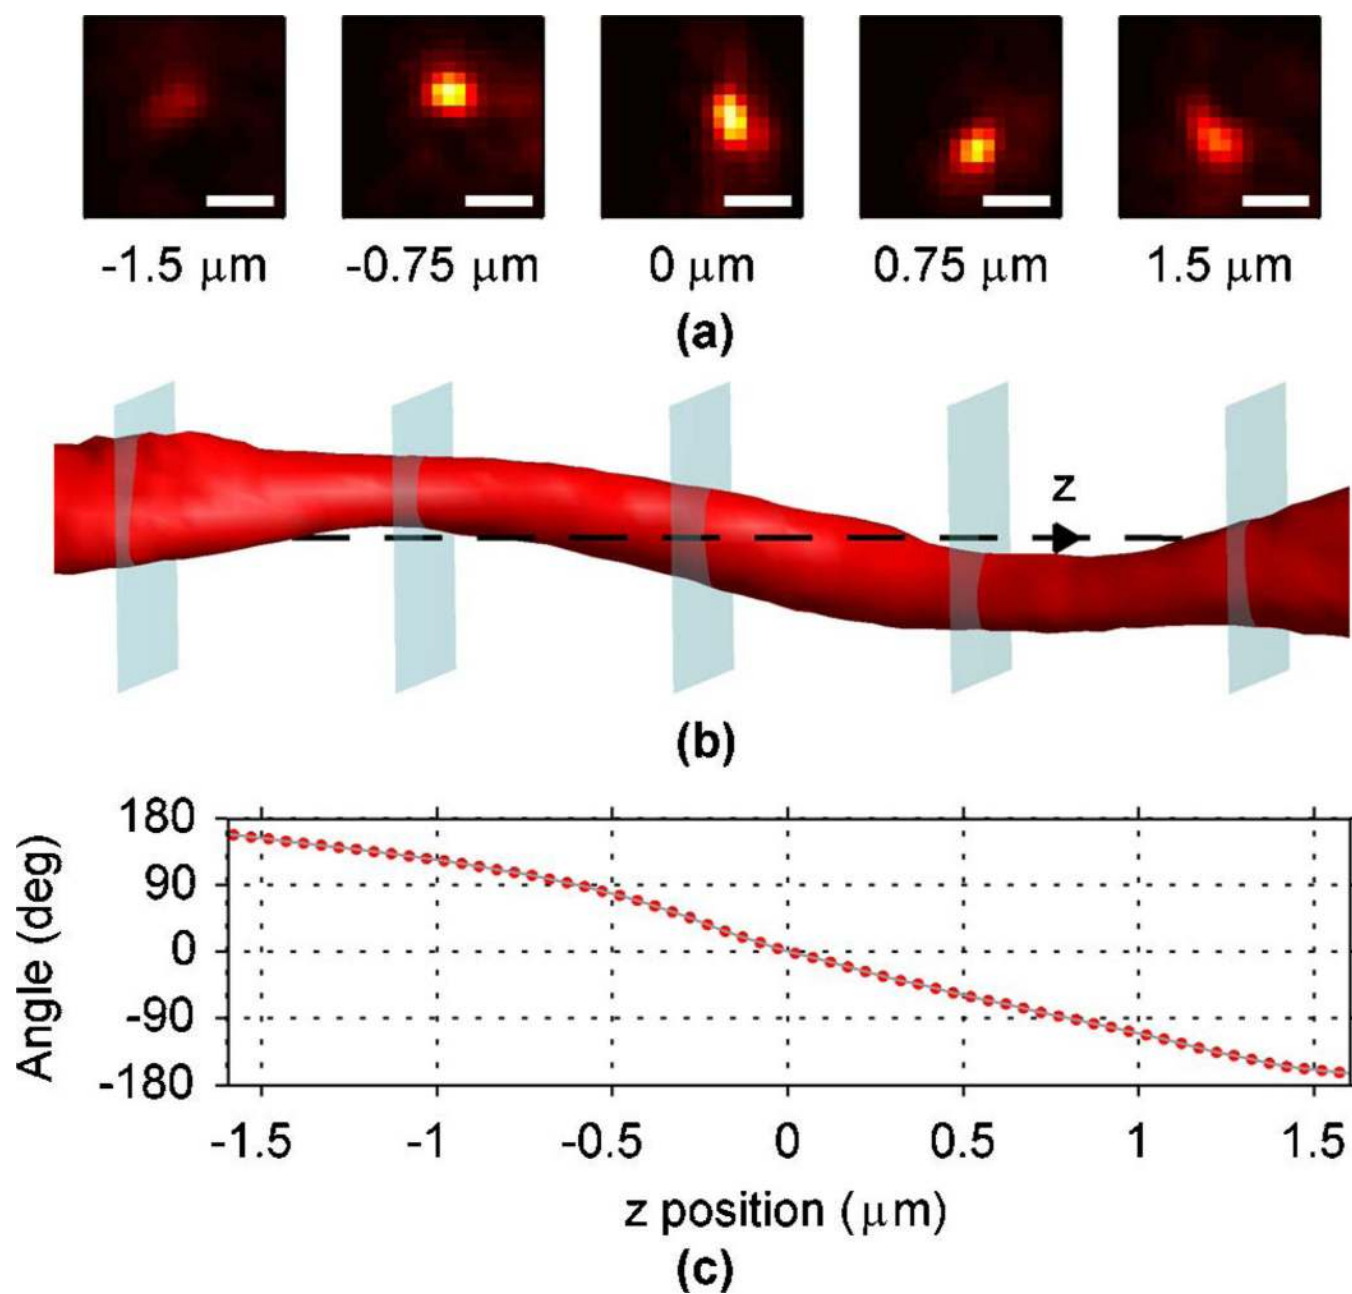 -1.5 μm -0.75 μm 0 μm 0.75 μm 1.5 μm
(a)
z
(b)
180
90
0
-90
-180
Angle (deg)
-1.5 -1 -0.5 0 0.5 1 1.5
z position (μm)
(c)